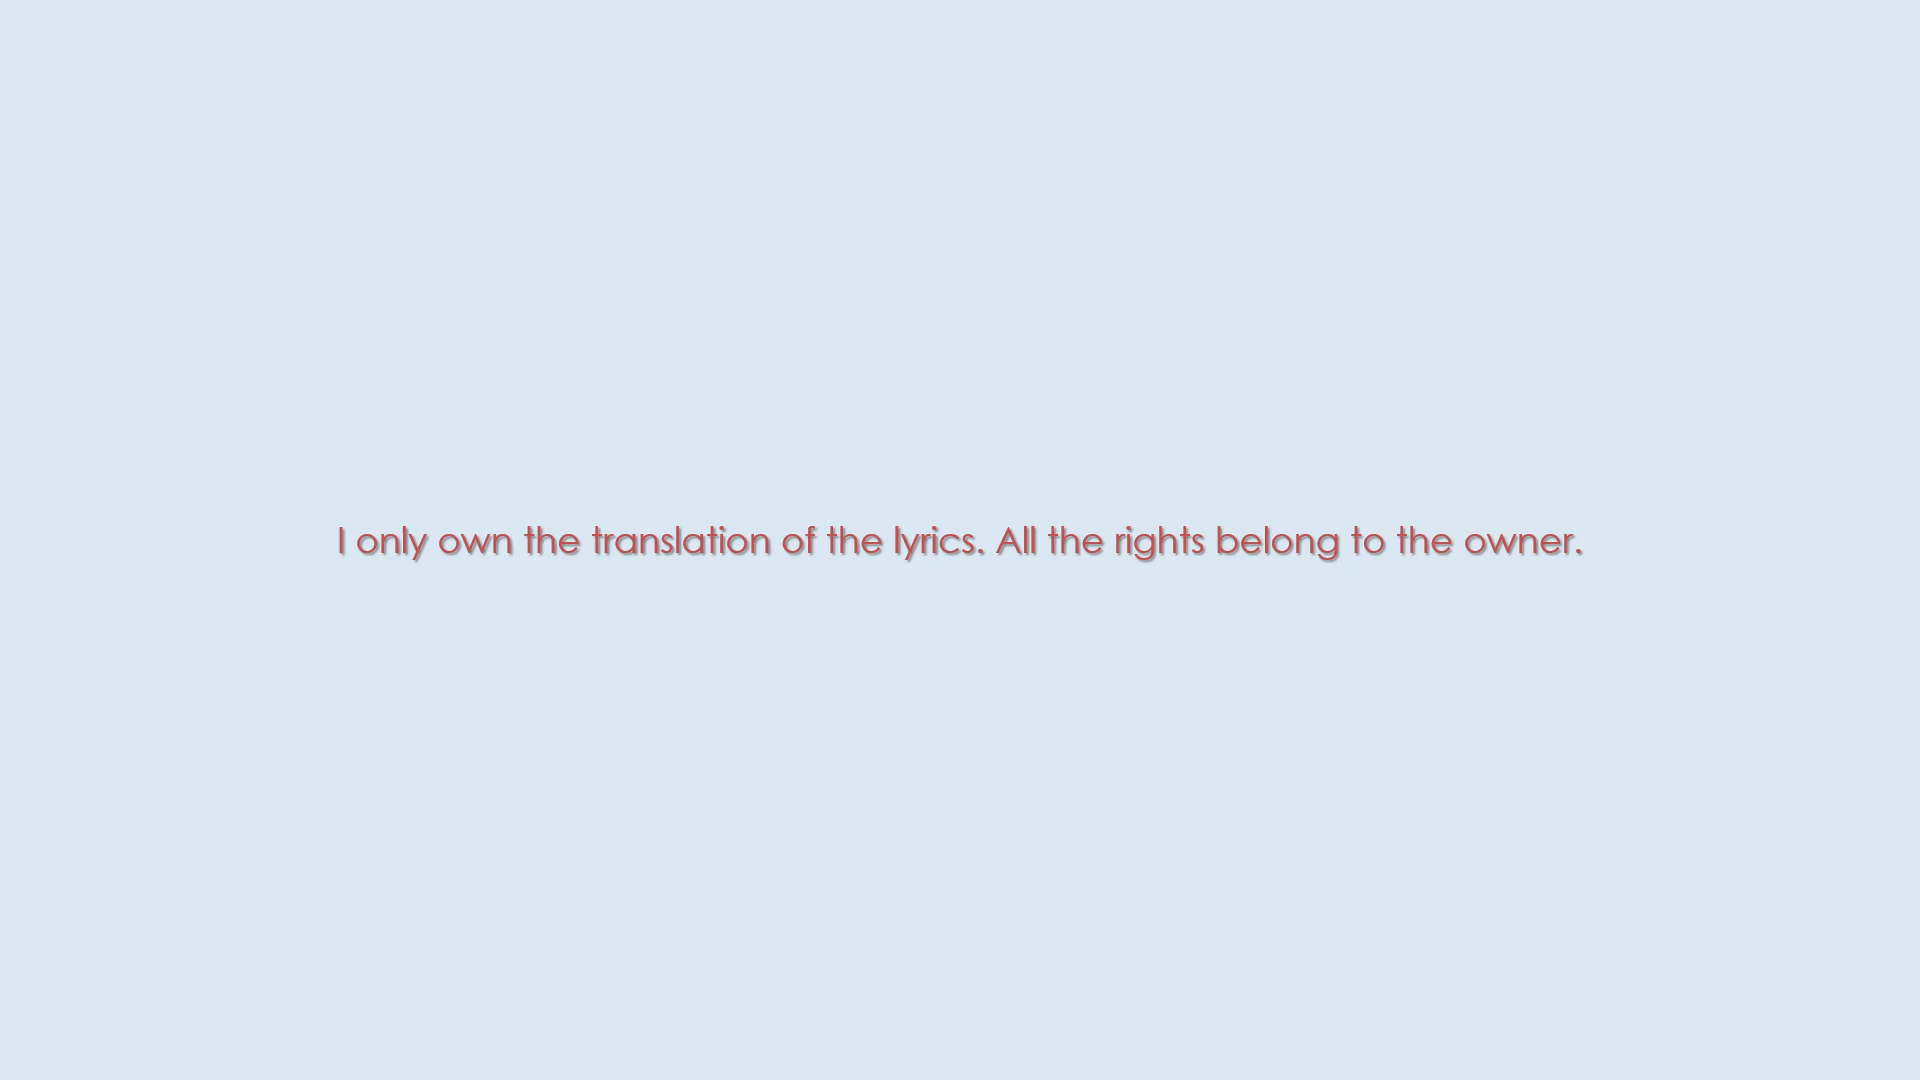 I only own the translation of the lyrics. All the rights belong to the owner.